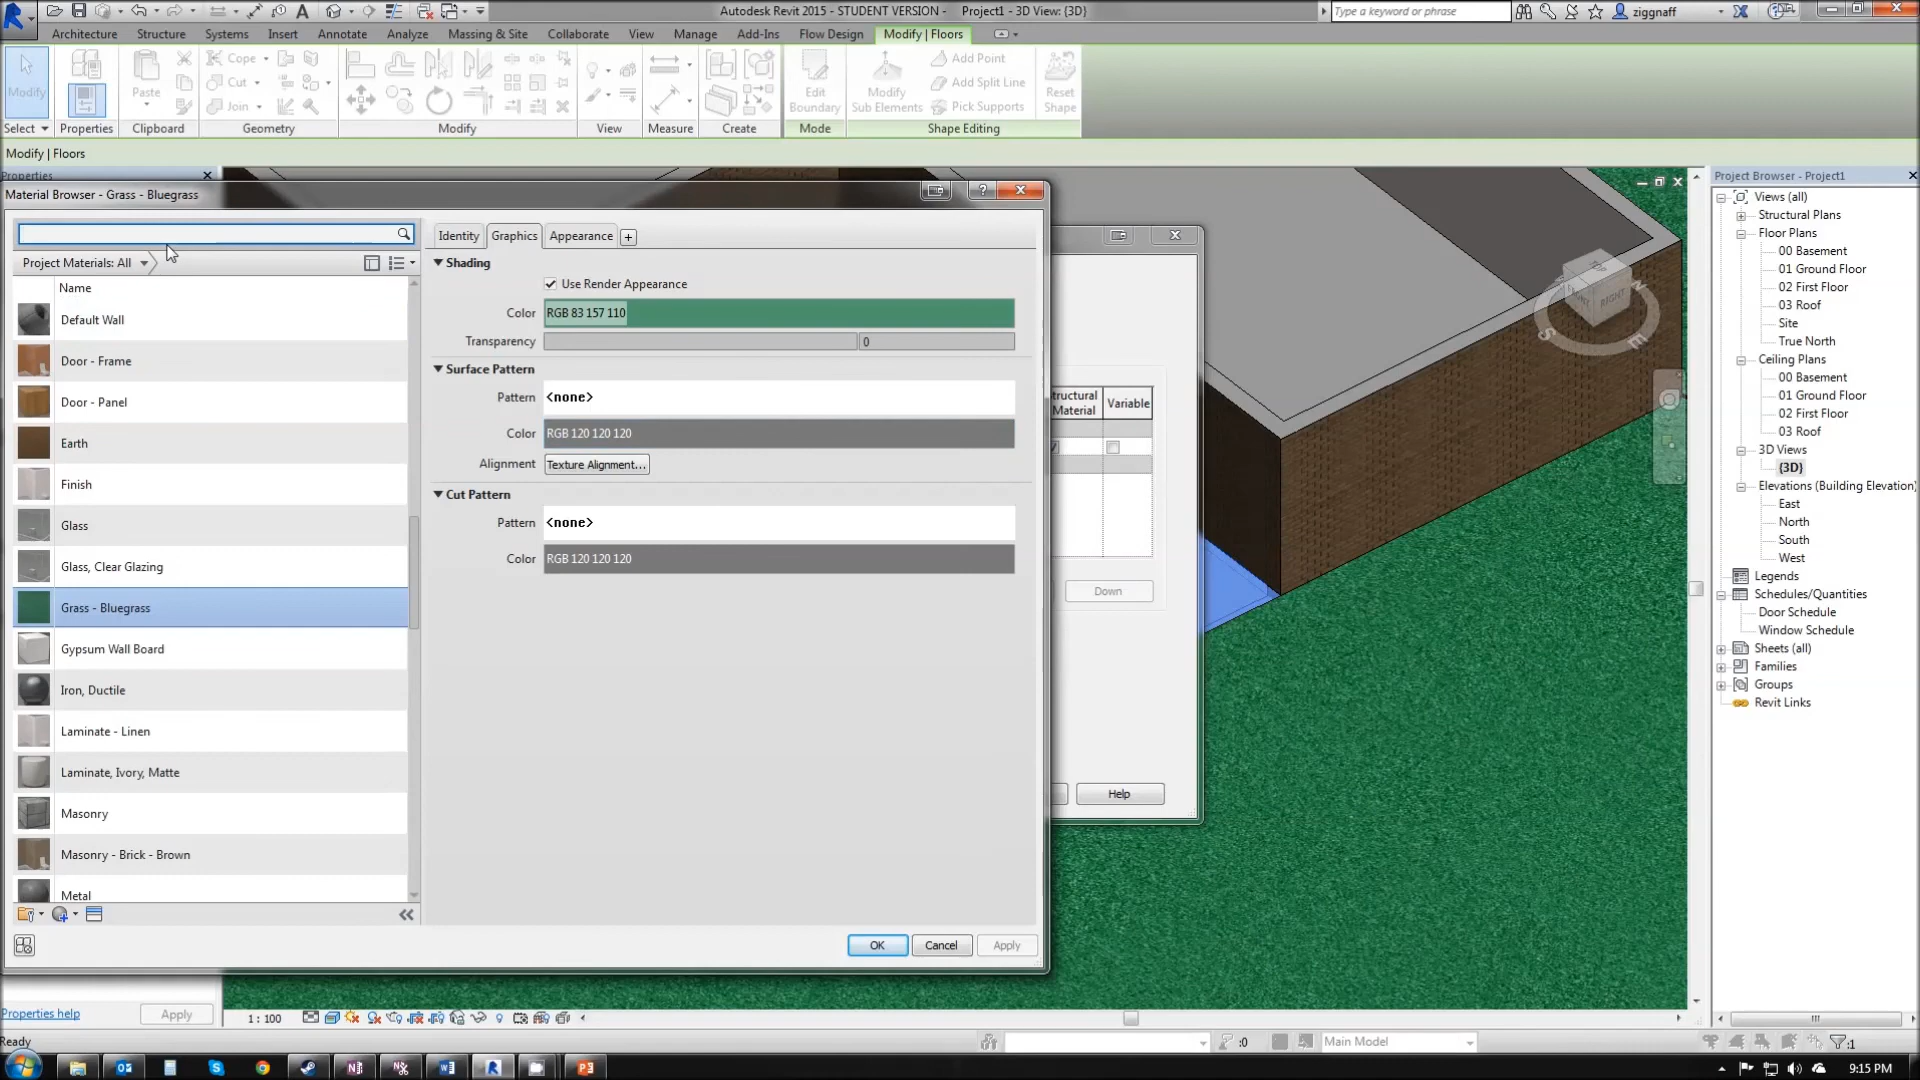 Autodesk Revit 2015 - STUDENT VERSION - Project1 - 3D View: {3D}
Type a keyword or phrase
ziggnaff
Architecture Structure Systems Insert Annotate Analyze Massing & Site Collaborate View Manage Add-Ins Flow Design Modify | Floors
Modify
Paste
Cope
Cut
Join
Edit Boundary
Modify Sub Elements
Add Point
Add Split Line
Pick Supports
Reset Shape
Select Properties Clipboard Geometry Modify View Measure Create Mode Shape Editing
Modify | Floors
Properties
Material Browser - Grass - Bluegrass
Project Materials: All
Name
Default Wall
Door - Frame
Door - Panel
Earth
Finish
Glass
Glass, Clear Glazing
Grass - Bluegrass
Gypsum Wall Board
Iron, Ductile
Laminate - Linen
Laminate, Ivory, Matte
Masonry
Masonry - Brick - Brown
Metal
Identity Graphics Appearance
Shading
Use Render Appearance
Color RGB 83 157 110
Transparency 0
Surface Pattern
Pattern <none>
Color RGB 120 120 120
Alignment Texture Alignment...
Cut Pattern
Pattern <none>
Color RGB 120 120 120
OK Cancel Apply
tructural Material Variable
Down
Help
TOP
FRONT RIGHT
S E N
Project Browser - Project1
Views (all)
Structural Plans
Floor Plans
00 Basement
01 Ground Floor
02 First Floor
03 Roof
Site
True North
Ceiling Plans
00 Basement
01 Ground Floor
02 First Floor
03 Roof
3D Views
{3D}
Elevations (Building Elevation)
East
North
South
West
Legends
Schedules/Quantities
Door Schedule
Window Schedule
Sheets (all)
Families
Groups
Revit Links
Properties help Apply
1 : 100
Ready
:0
Main Model
:1
9:15 PM